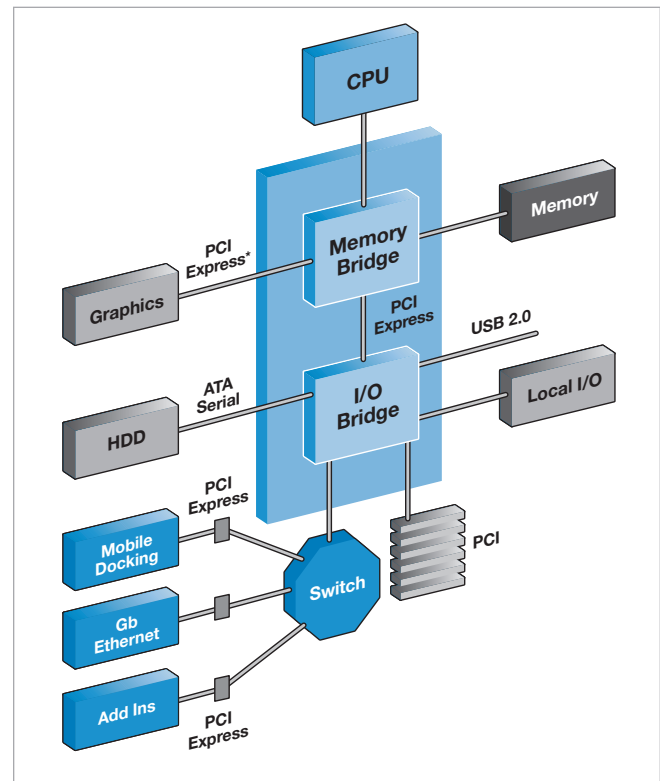 CPU
Memory
Memory
Bridge
PCI
Express*
Graphics
PCI
Express
USB 2.0
ATA
Serial
I/O
Bridge
Local I/O
HDD
PCI
Express
Mobile
Docking
PCI
Switch
Gb
Ethernet
Add Ins
PCI
Express